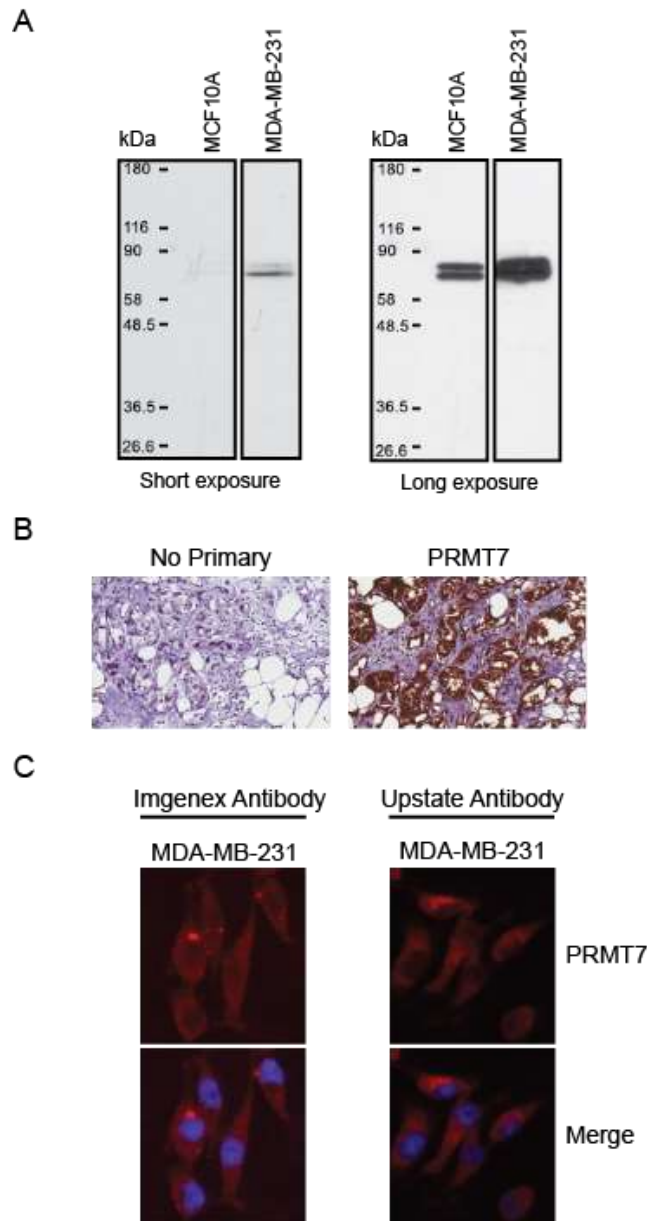 A
kDa MCF10A MDA-MB-231 kDa MCF10A MDA-MB-231
180 180
116 116
90 90
58 58
48.5 48.5
36.5 36.5
26.6 26.6
Short exposure Long exposure
B
No Primary PRMT7
C
Imgenex Antibody Upstate Antibody
MDA-MB-231 MDA-MB-231
PRMT7
Merge